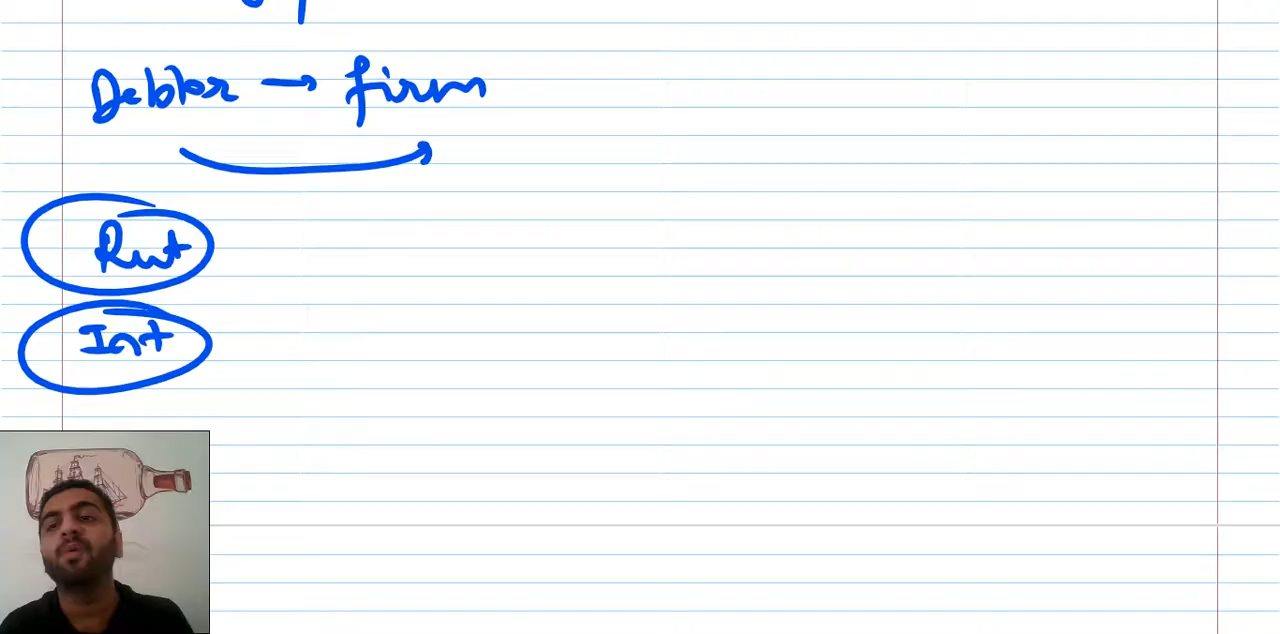 Debtor → firm
Rent
Int